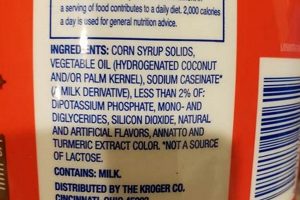 a serving of food contributes to a daily diet. 2,000 calories
a day is used for general nutrition advice.
INGREDIENTS: CORN SYRUP SOLIDS,
VEGETABLE OIL (HYDROGENATED COCONUT
AND/OR PALM KERNEL), SODIUM CASEINATE*
(A MILK DERIVATIVE), LESS THAN 2% OF:
DIPOTASSIUM PHOSPHATE, MONO- AND
DIGLYCERIDES, SILICON DIOXIDE, NATURAL
AND ARTIFICIAL FLAVORS, ANNATTO AND
TURMERIC EXTRACT COLOR. *NOT A SOURCE
OF LACTOSE.
CONTAINS: MILK.
DISTRIBUTED BY THE KROGER CO.
CINCINNATI, OHIO